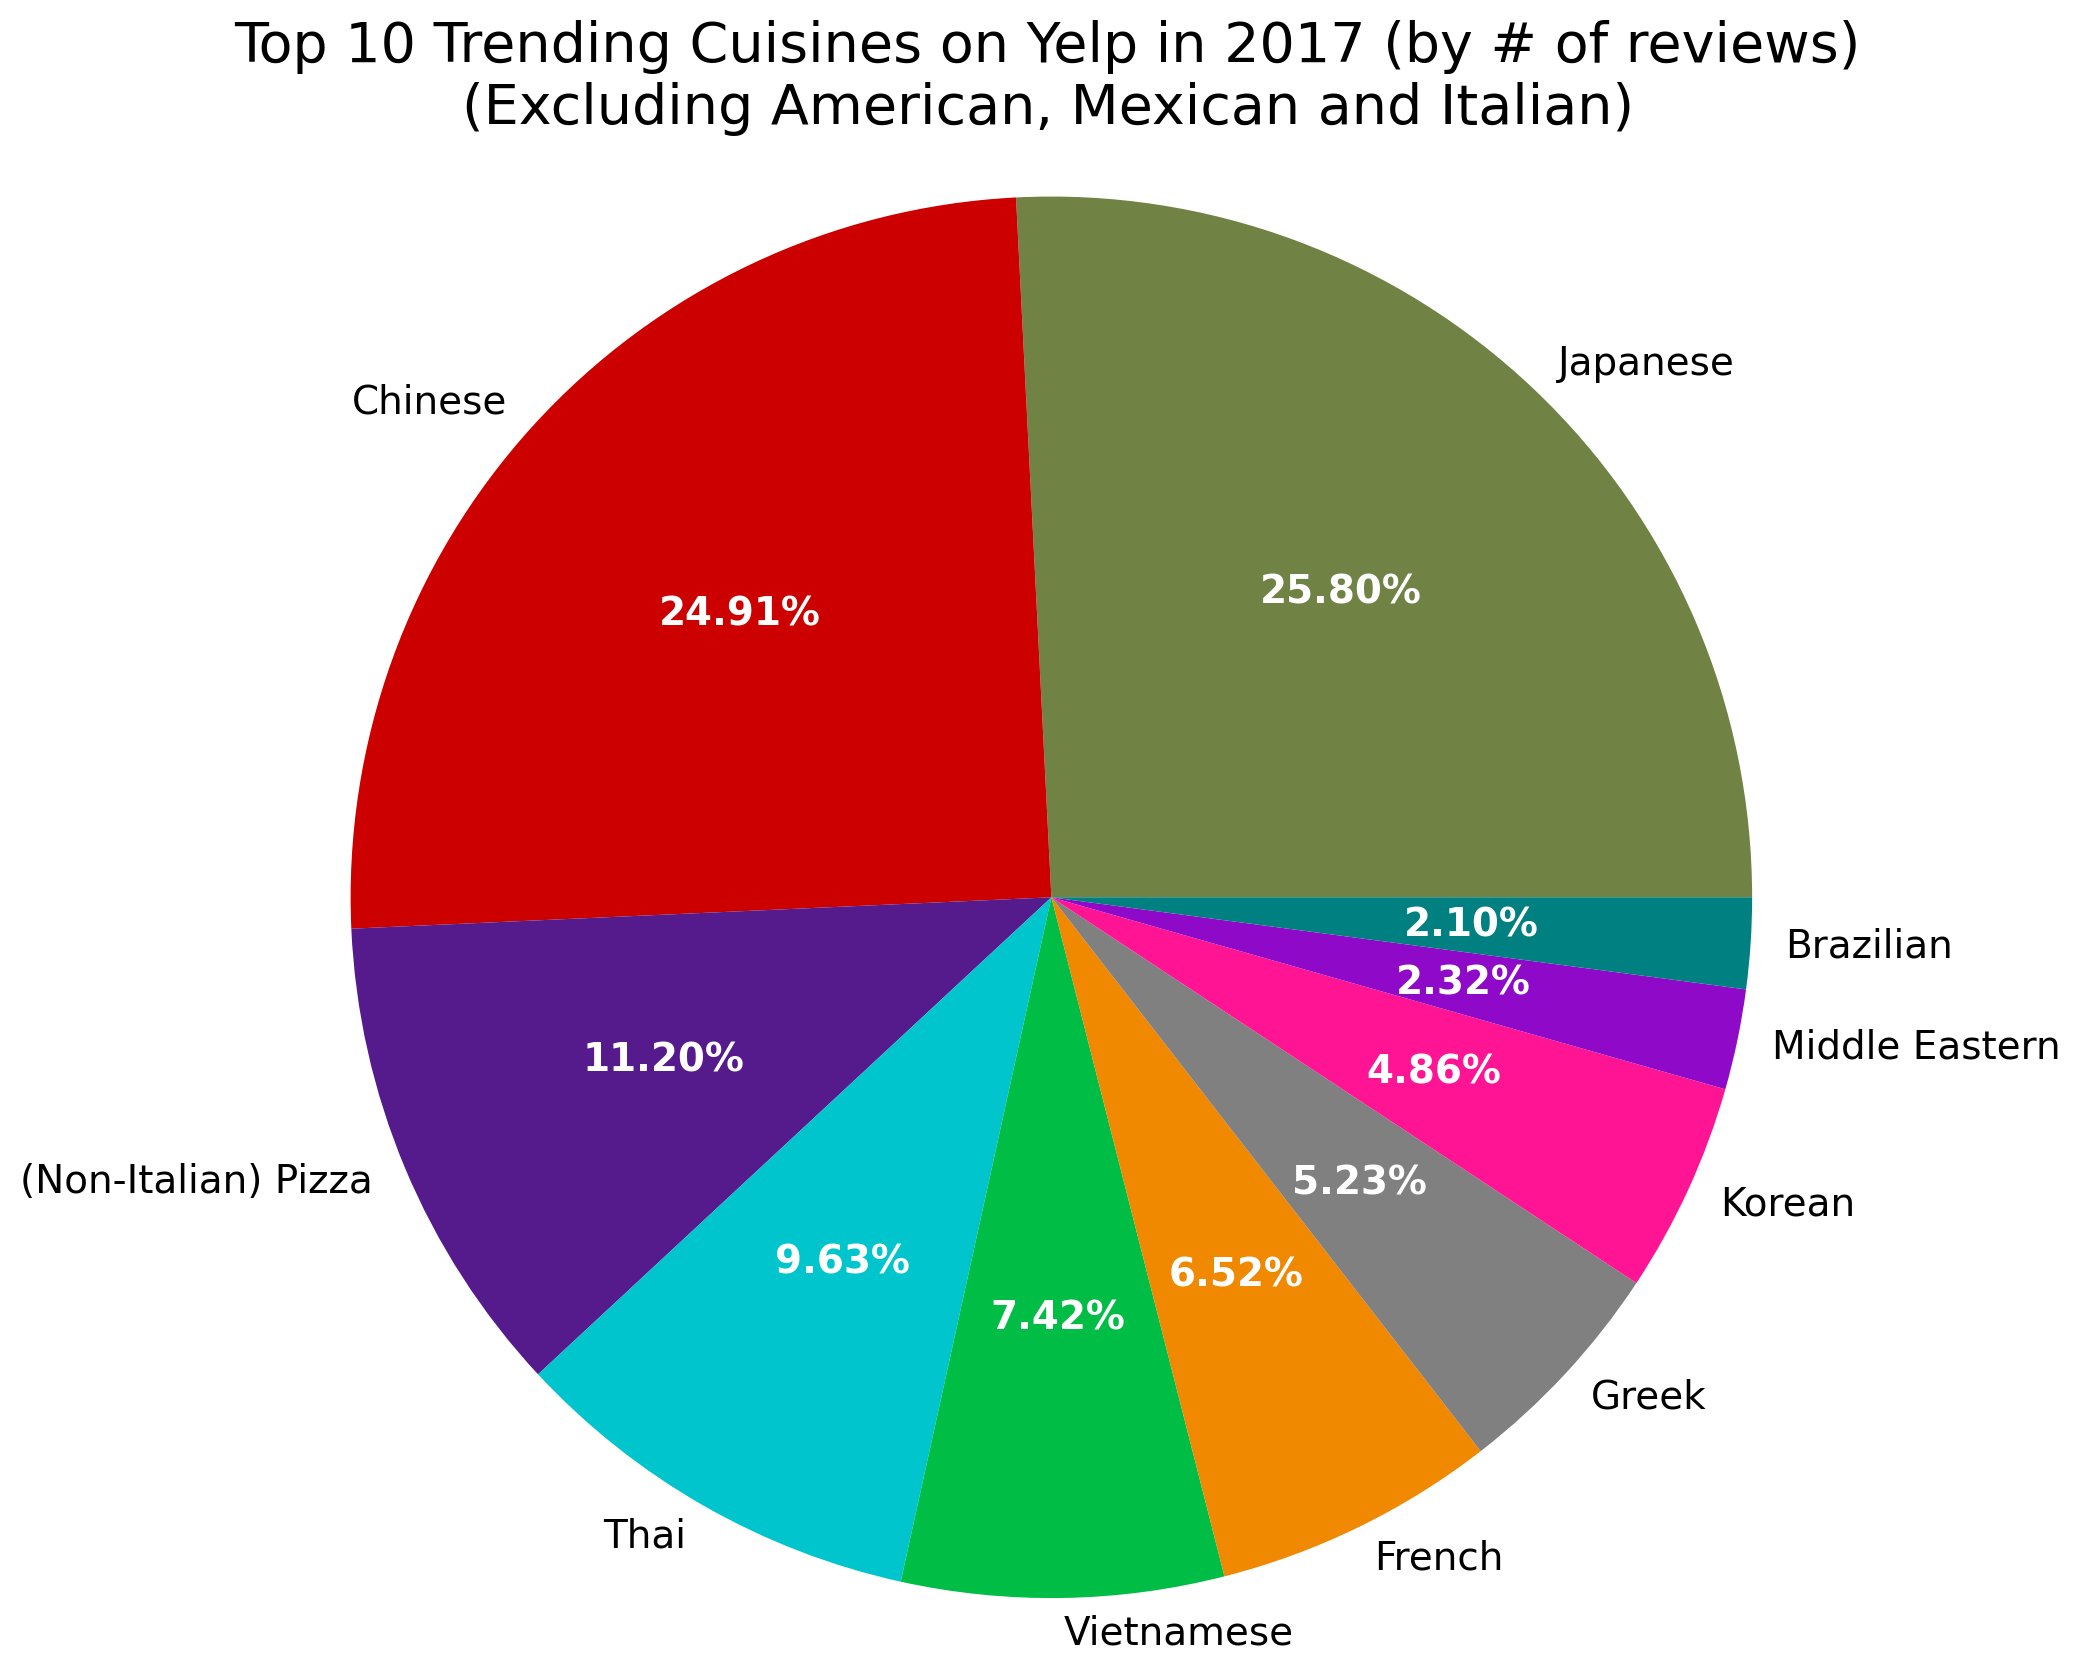 Top 10 Trending Cuisines on Yelp in 2017 (by # of reviews)
(Excluding American, Mexican and Italian)
Japanese
25.80%
Chinese
24.91%
(Non-Italian) Pizza
11.20%
Thai
9.63%
Vietnamese
7.42%
French
6.52%
Greek
5.23%
Korean
4.86%
Middle Eastern
2.32%
Brazilian
2.10%